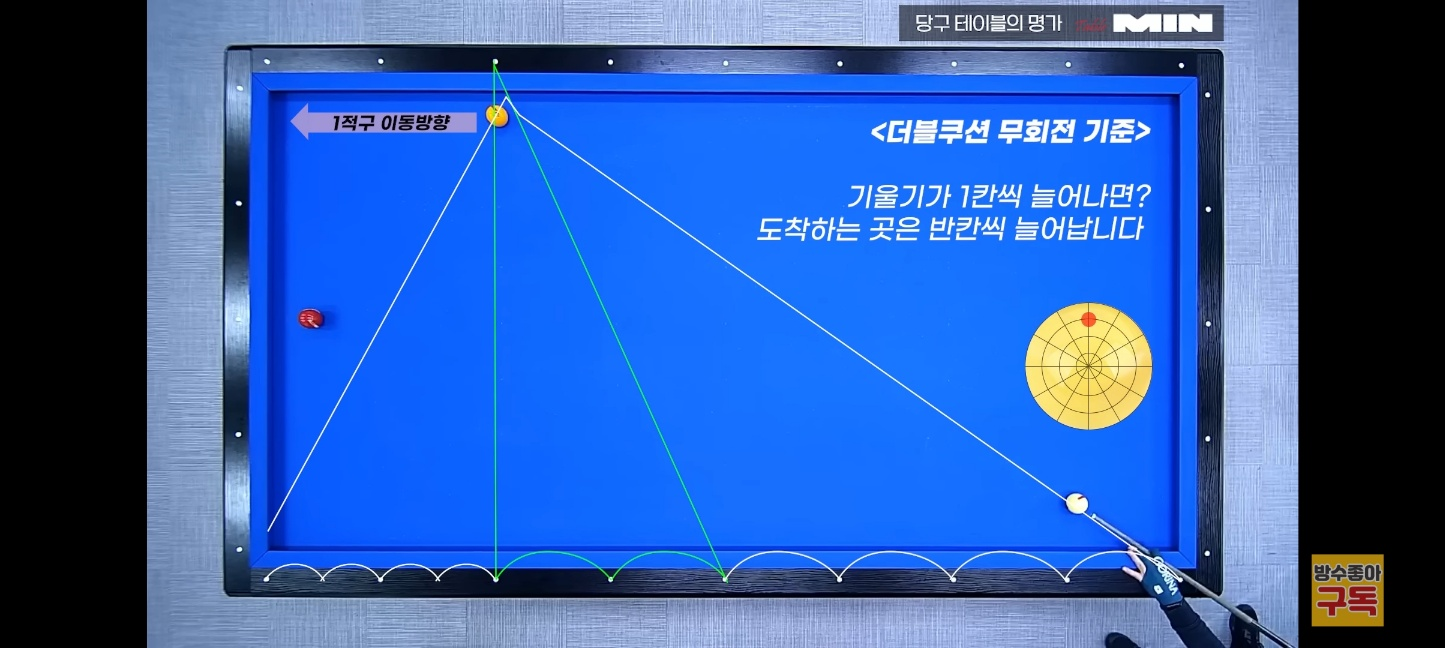 당구 테이블의 명가 MIN
1적구 이동방향
<더블쿠션 무회전 기준>
기울기가 1칸씩 늘어나면?
도착하는 곳은 반칸씩 늘어납니다
방수좋아
구독